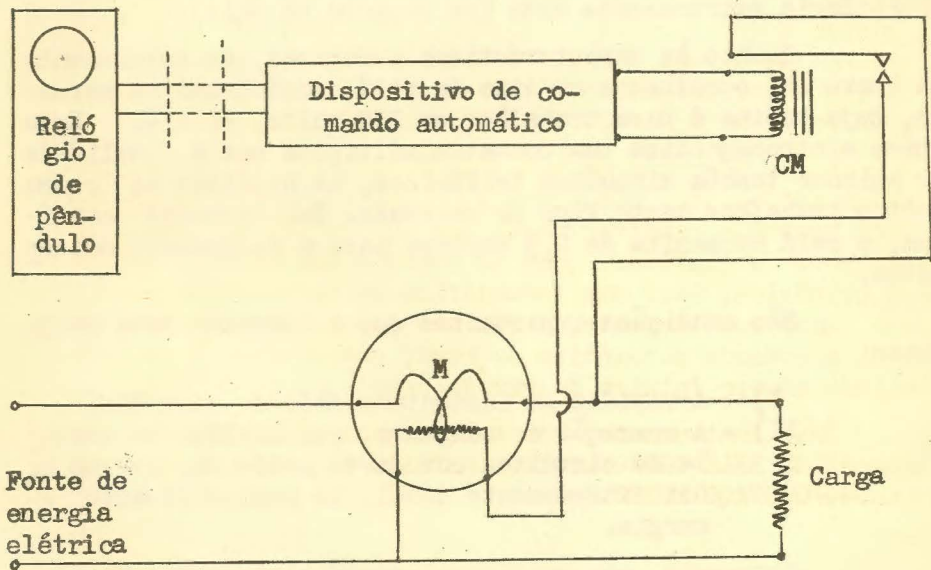 Reló
gio
de
pên-
dulo
Dispositivo de co-
mando automático
CM
M
Fonte de
energia
elétrica
Carga